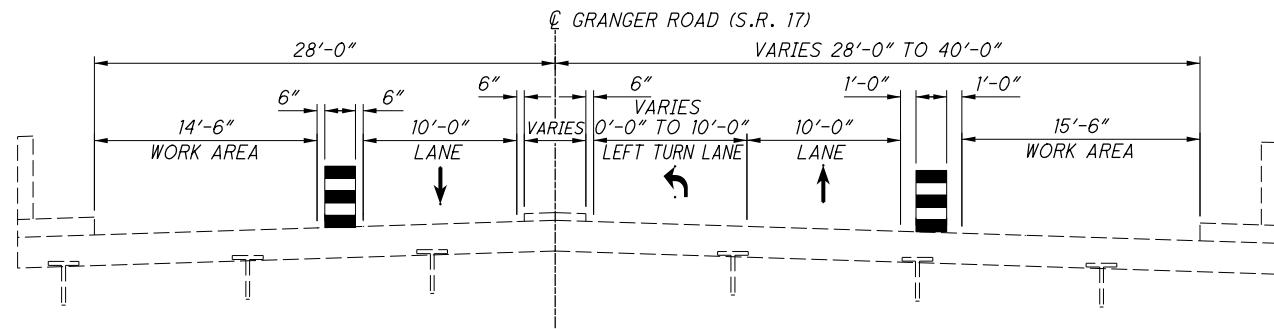 ℄ GRANGER ROAD (S.R. 17)
28'-0"
VARIES 28'-0" TO 40'-0"
6"
6"
6"
6"
1'-0"
1'-0"
VARIES
14'-6"
10'-0"
VARIES
0'-0" TO 10'-0"
10'-0"
15'-6"
WORK AREA
LANE
LEFT TURN LANE
LANE
WORK AREA